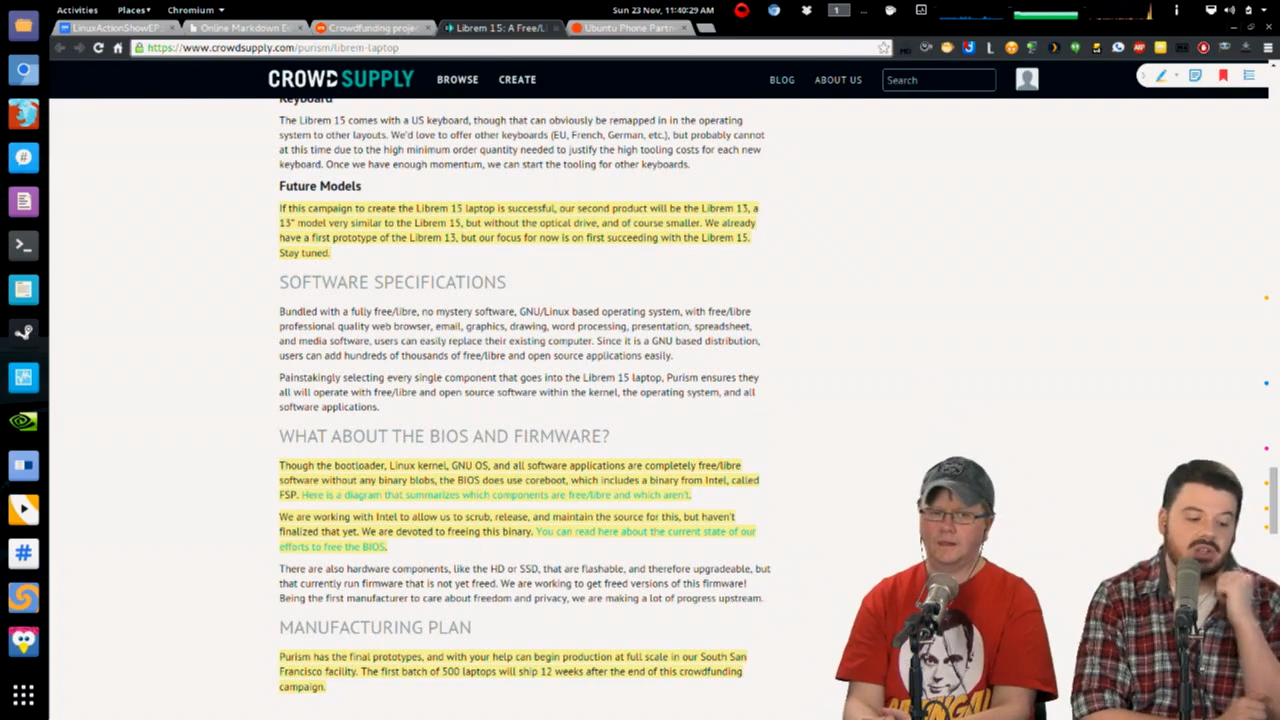 Activities Places Chromium Sun 23 Nov, 11:40:29 AM 1
LinuxActionShowEP Online Markdown E Crowdfunding proje Librem 15: A Free/L Ubuntu Phone Partn
https://www.crowdsupply.com/purism/librem-laptop
CROWD SUPPLY BROWSE CREATE BLOG ABOUT US Search
Keyboard
The Librem 15 comes with a US keyboard, though that can obviously be remapped in in the operating
system to other layouts. We'd love to offer other keyboards (EU, French, German, etc.), but probably cannot
at this time due to the high minimum order quantity needed to justify the high tooling costs for each new
keyboard. Once we have enough momentum, we can start the tooling for other keyboards.
Future Models
If this campaign to create the Librem 15 laptop is successful, our second product will be the Librem 13, a
13" model very similar to the Librem 15, but without the optical drive, and of course smaller. We already
have a first prototype of the Librem 13, but our focus for now is on first succeeding with the Librem 15.
Stay tuned.
SOFTWARE SPECIFICATIONS
Bundled with a fully free/libre, no mystery software, GNU/Linux based operating system, with free/libre
professional quality web browser, email, graphics, drawing, word processing, presentation, spreadsheet,
and media software, users can easily replace their existing computer. Since it is a GNU based distribution,
users can add hundreds of thousands of free/libre and open source applications easily.
Painstakingly selecting every single component that goes into the Librem 15 laptop, Purism ensures they
all will operate with free/libre and open source software within the kernel, the operating system, and all
software applications.
WHAT ABOUT THE BIOS AND FIRMWARE?
Though the bootloader, Linux kernel, GNU OS, and all software applications are completely free/libre
software without any binary blobs, the BIOS does use coreboot, which includes a binary from Intel, called
FSP. Here is a diagram that summarizes which components are free/libre and which aren't.
We are working with Intel to allow us to scrub, release, and maintain the source for this, but haven't
finalized that yet. We are devoted to freeing this binary. You can read here about the current state of our
efforts to free the BIOS.
There are also hardware components, like the HD or SSD, that are flashable, and therefore upgradeable, but
that currently run firmware that is not yet freed. We are working to get freed versions of this firmware!
Being the first manufacturer to care about freedom and privacy, we are making a lot of progress upstream.
MANUFACTURING PLAN
Purism has the final prototypes, and with your help can begin production at full scale in our South San
Francisco facility. The first batch of 500 laptops will ship 12 weeks after the end of this crowdfunding
campaign.